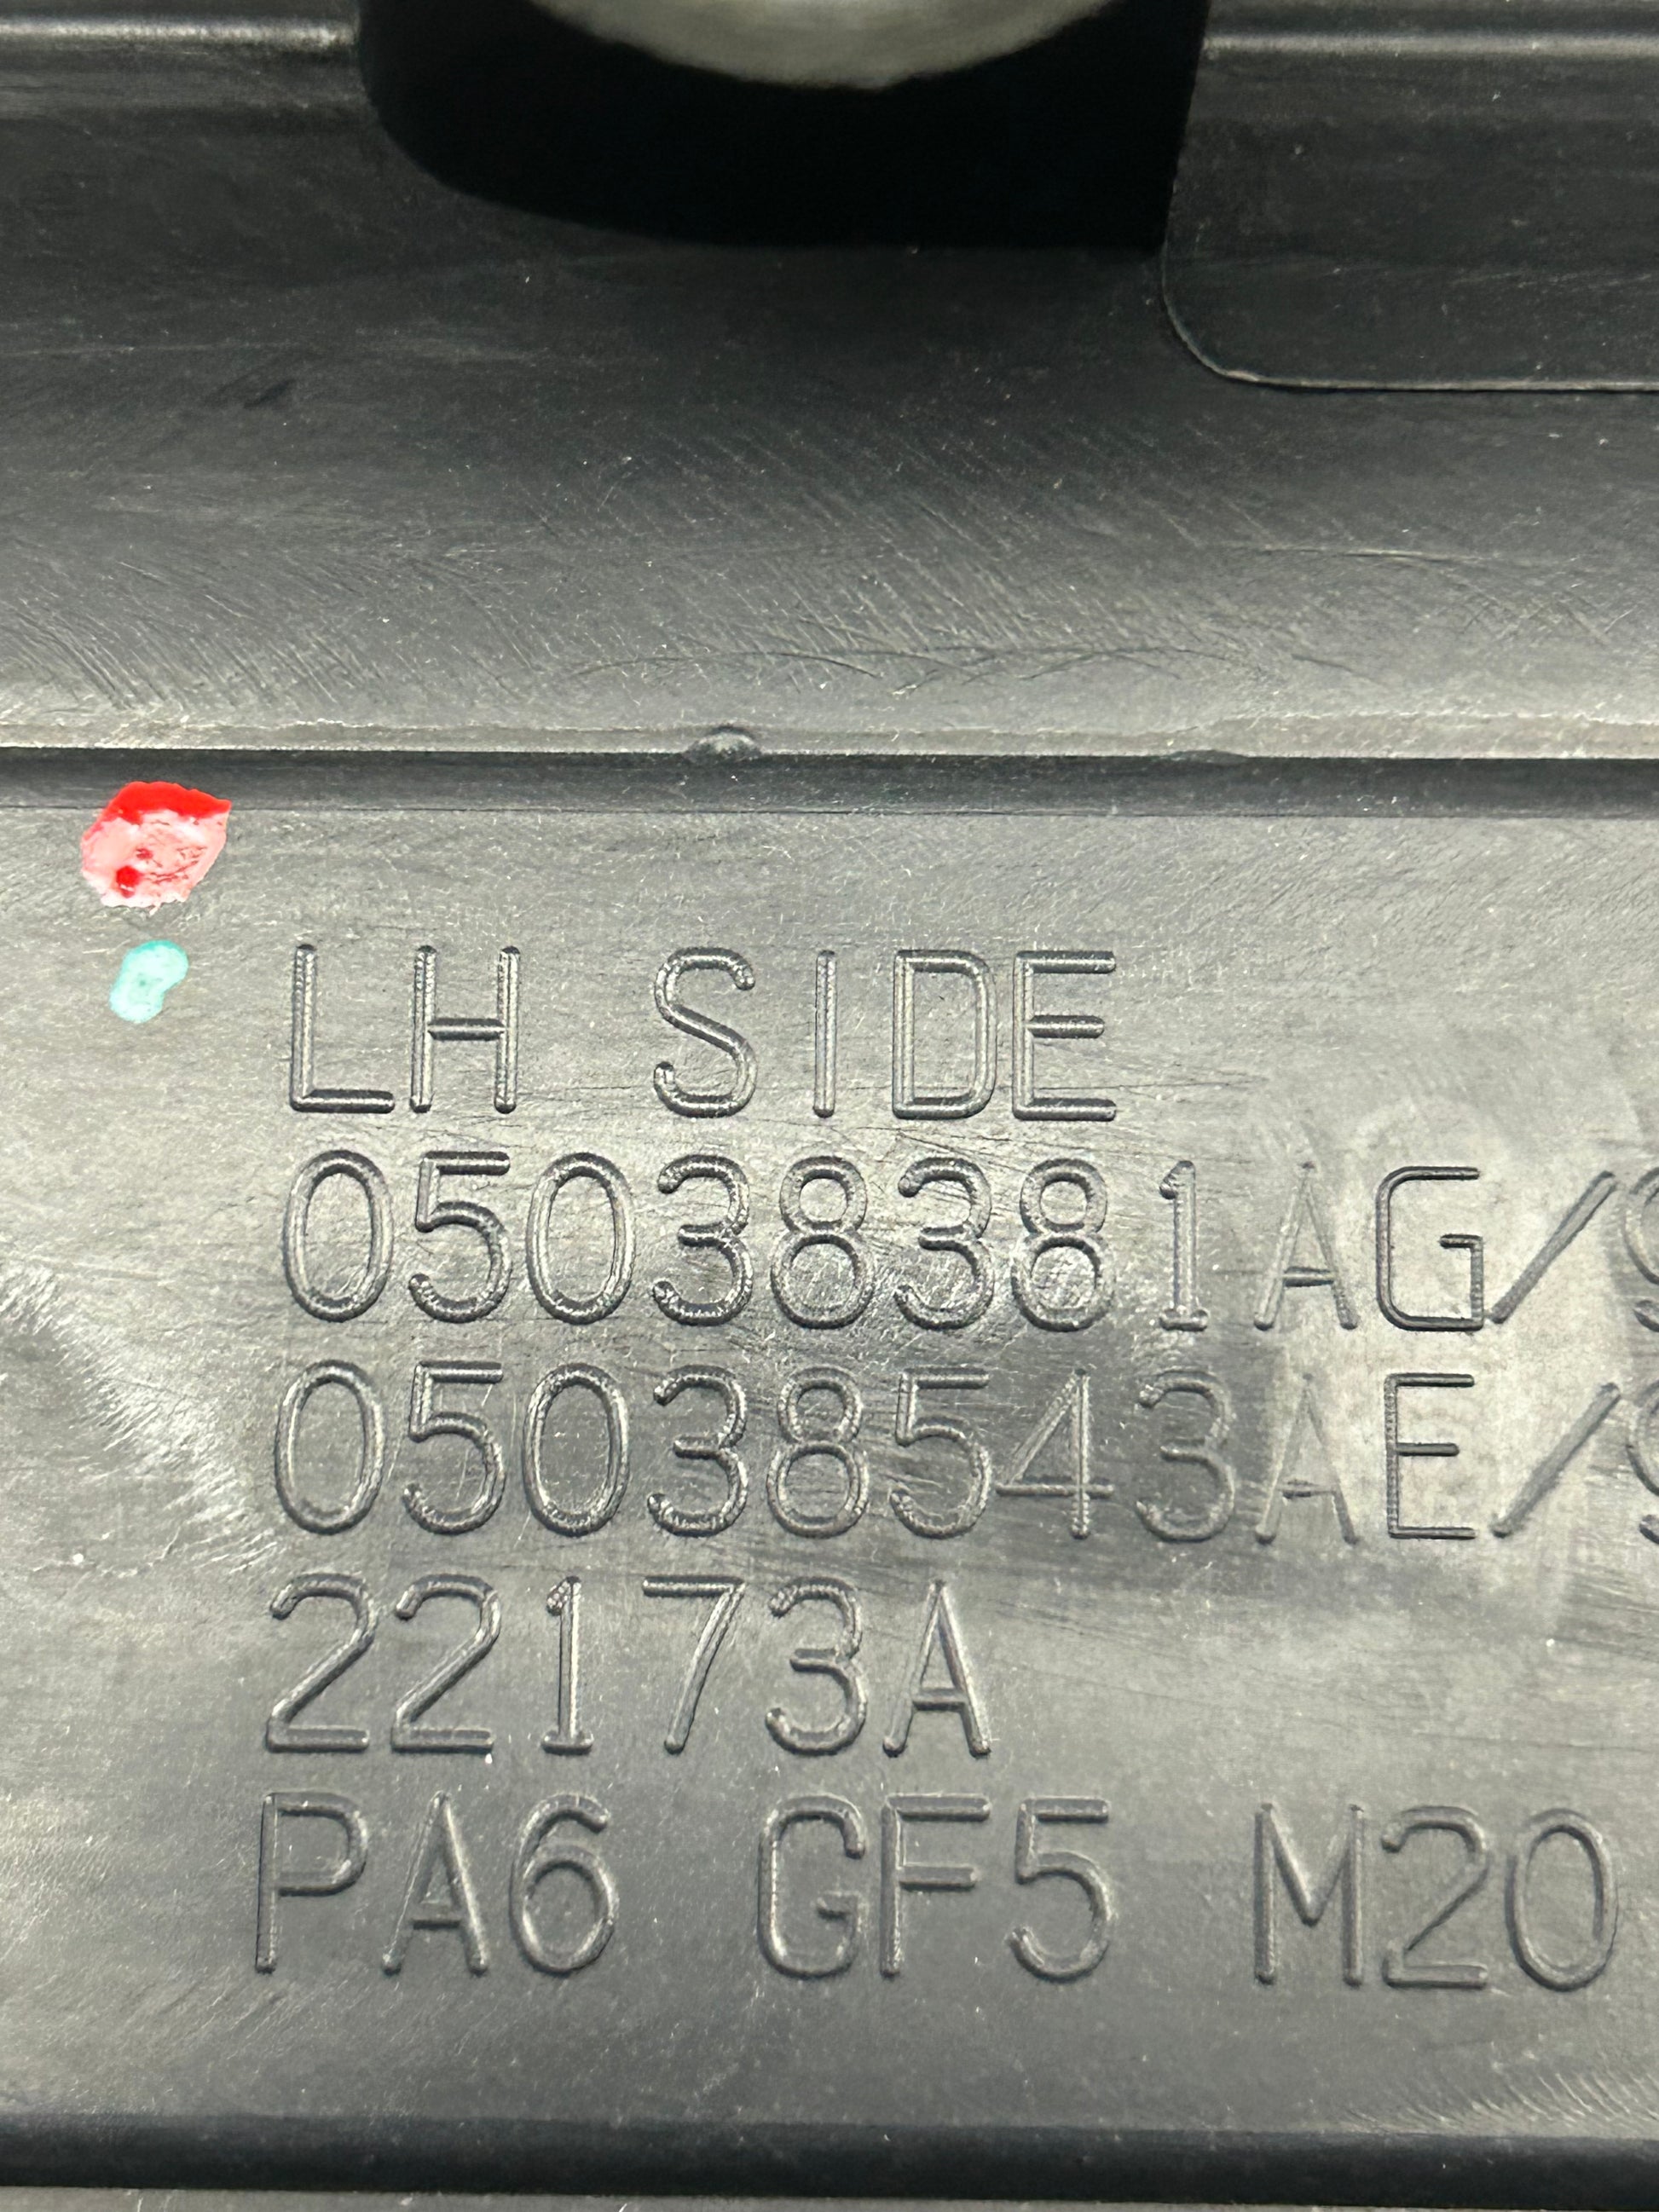 LH SIDE
05038381AG/
05038543AE/
22173A
PA6 GF5 M20